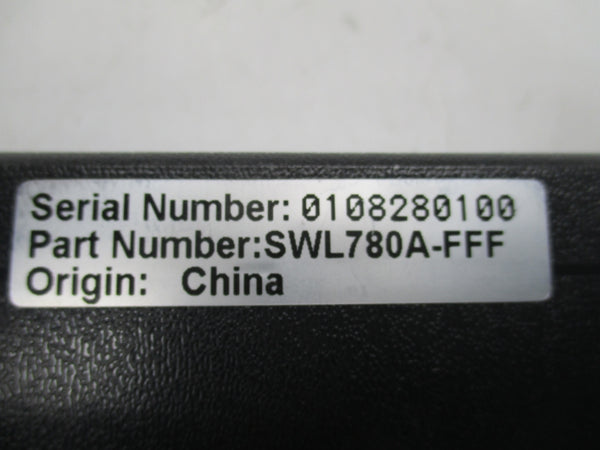 Serial Number: 0108280100
Part Number:SWL780A-FFF
Origin: China